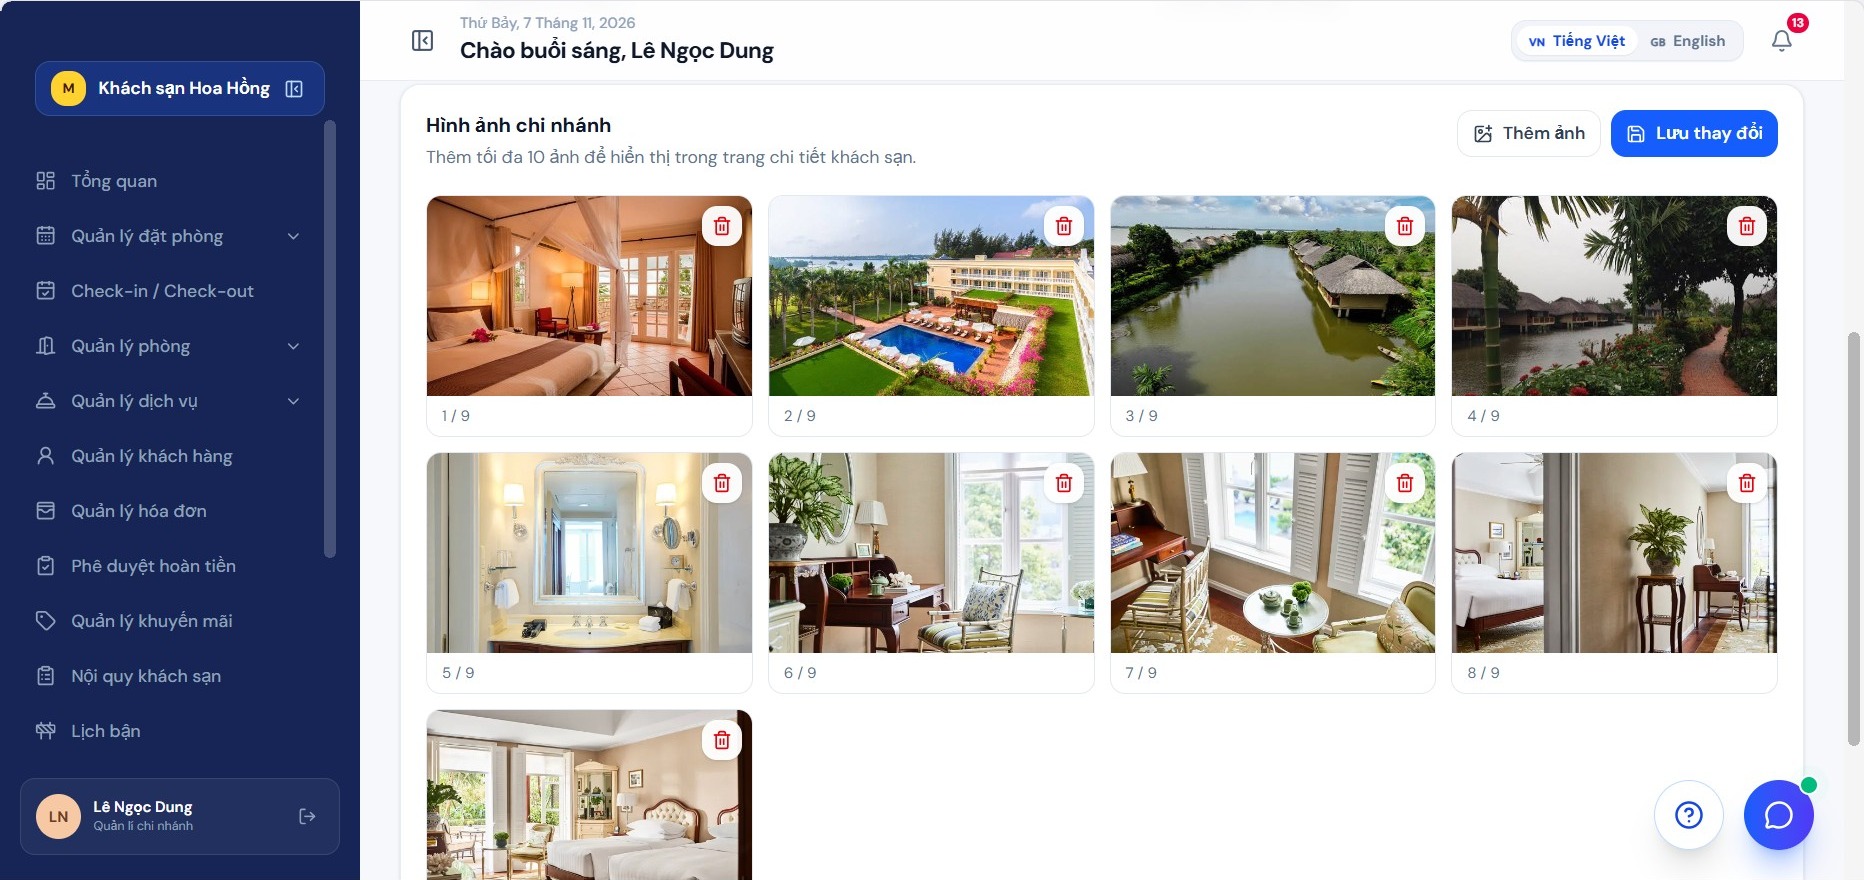 Khách sạn Hoa Hồng
M
Tổng quan
Quản lý đặt phòng
Check-in / Check-out
Quản lý phòng
Quản lý dịch vụ
Quản lý khách hàng
Quản lý hóa đơn
Phê duyệt hoàn tiền
Quản lý khuyến mãi
Nội quy khách sạn
Lịch bận
LN
Lê Ngọc Dung
Quản lí chi nhánh
Thứ Bảy, 7 Tháng 11, 2026
Chào buổi sáng, Lê Ngọc Dung
VN Tiếng Việt
GB English
13
Hình ảnh chi nhánh
Thêm tối đa 10 ảnh để hiển thị trong trang chi tiết khách sạn.
Thêm ảnh
Lưu thay đổi
1 / 9
2 / 9
3 / 9
4 / 9
5 / 9
6 / 9
7 / 9
8 / 9